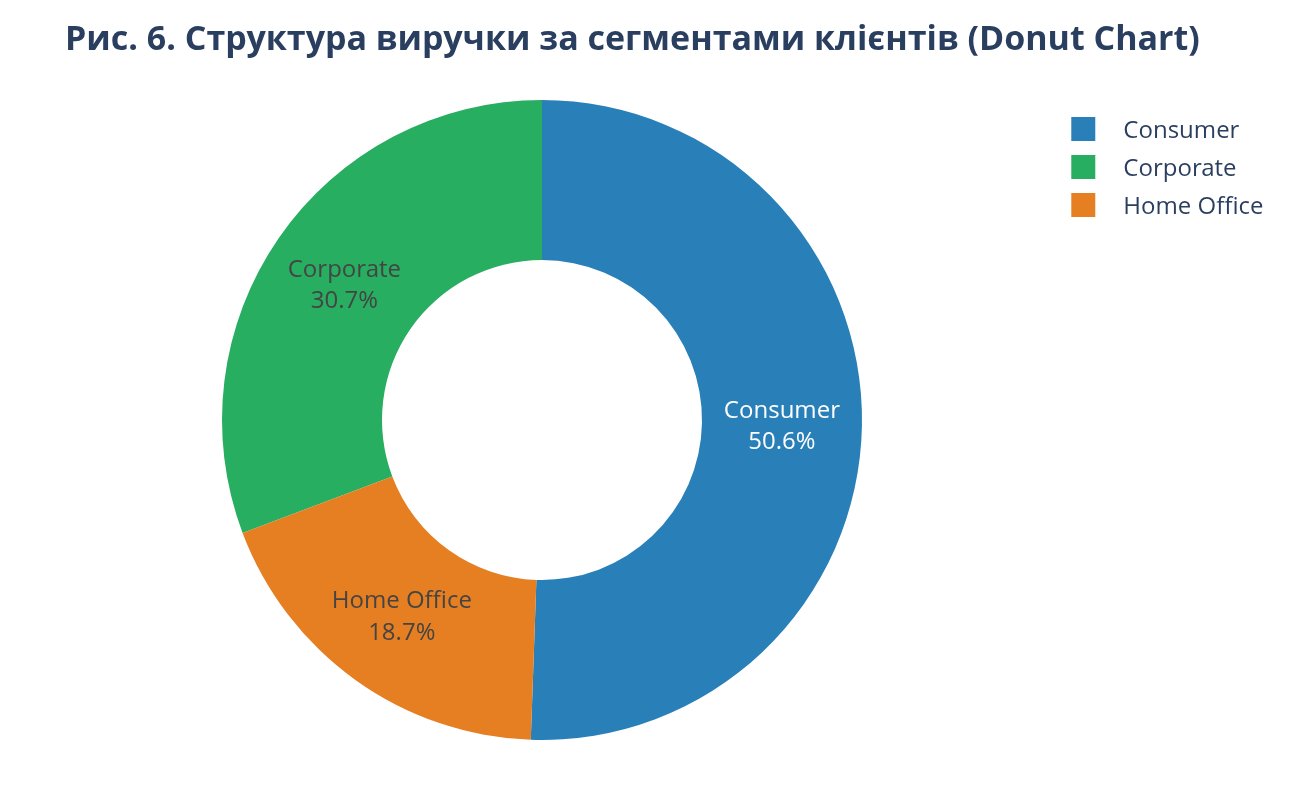 Рис. 6. Структура виручки за сегментами клієнтів (Donut Chart)
Consumer
Corporate
Home Office
Corporate
30.7%
Consumer
50.6%
Home Office
18.7%